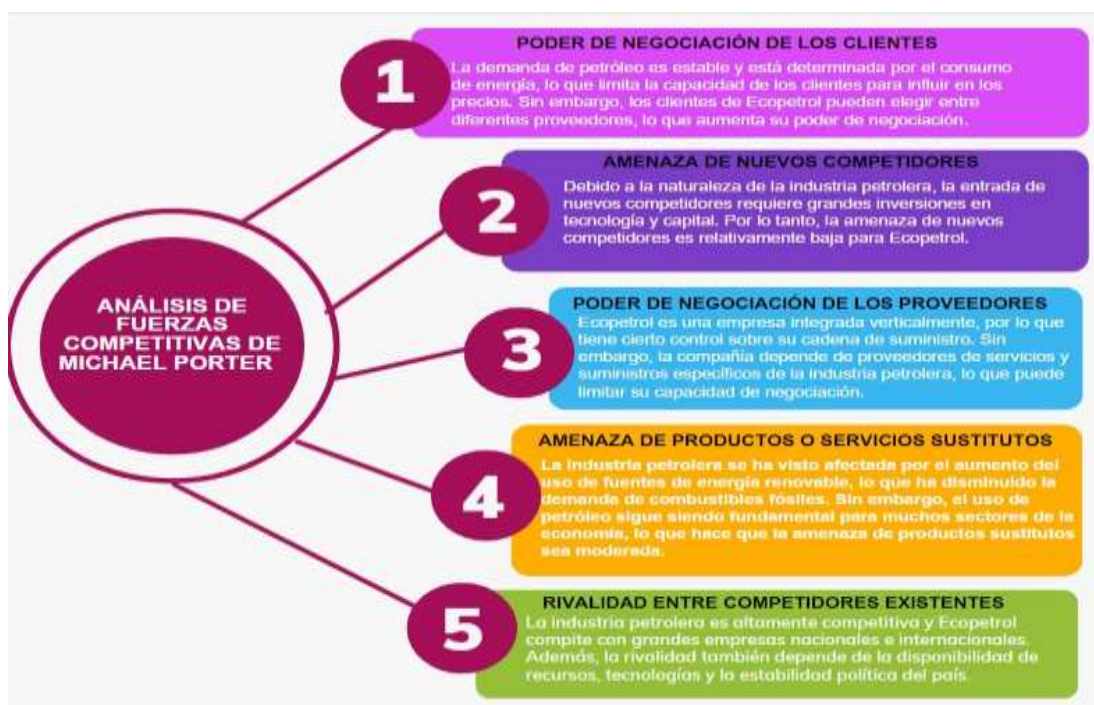 ANÁLISIS DE
FUERZAS
COMPETITIVAS DE
MICHAEL PORTER
1
PODER DE NEGOCIACIÓN DE LOS CLIENTES
La demanda de petróleo es estable y está determinada por el consumo
de energía, lo que limita la capacidad de los clientes para influir en los
precios. Sin embargo, los clientes de Ecopetrol pueden elegir entre
diferentes proveedores, lo que aumenta su poder de negociación.
2
AMENAZA DE NUEVOS COMPETIDORES
Debido a la naturaleza de la industria petrolera, la entrada de
nuevos competidores requiere grandes inversiones en
tecnología y capital. Por lo tanto, la amenaza de nuevos
competidores es relativamente baja para Ecopetrol.
3
PODER DE NEGOCIACIÓN DE LOS PROVEEDORES
Ecopetrol es una empresa integrada verticalmente, por lo que
tiene cierto control sobre su cadena de suministro. Sin
embargo, la compañía depende de proveedores de servicios y
suministros específicos de la industria petrolera, lo que puede
limitar su capacidad de negociación.
4
AMENAZA DE PRODUCTOS O SERVICIOS SUSTITUTOS
La industria petrolera se ha visto afectada por el aumento del
uso de fuentes de energía renovable, lo que ha disminuido la
demanda de combustibles fósiles. Sin embargo, el uso de
petróleo sigue siendo fundamental para muchos sectores de la
economía, lo que hace que la amenaza de productos sustitutos
sea moderada.
5
RIVALIDAD ENTRE COMPETIDORES EXISTENTES
La industria petrolera es altamente competitiva y Ecopetrol
compite con grandes empresas nacionales e internacionales.
Además, la rivalidad también depende de la disponibilidad de
recursos, tecnologías y la estabilidad política del país.